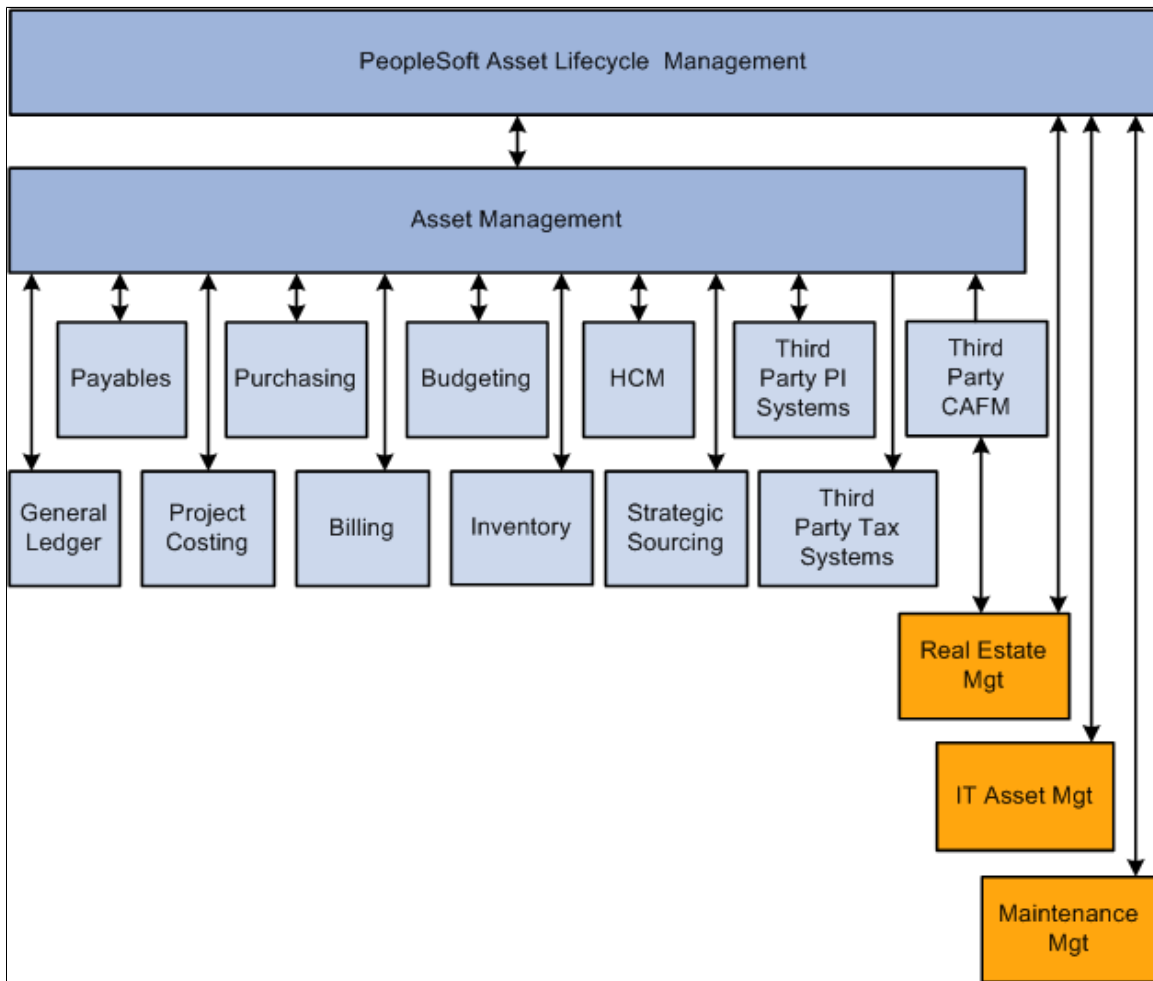 PeopleSoft Asset Lifecycle Management
Asset Management
Payables
Purchasing
Budgeting
HCM
Third
Party PI
Systems
Third
Party
CAFM
General
Ledger
Project
Costing
Billing
Inventory
Strategic
Sourcing
Third
Party Tax
Systems
Real Estate
Mgt
IT Asset Mgt
Maintenance
Mgt